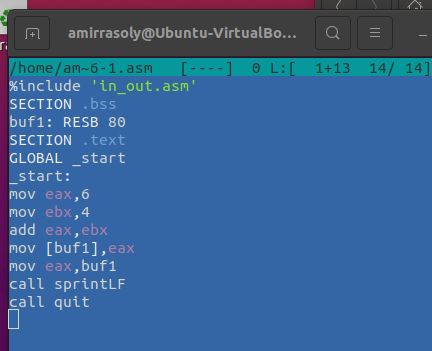 amirrasoly@Ubuntu-VirtualBo...
/home/am~6-1.asm   [----]  0 L:[  1+13  14/ 14]
%include 'in_out.asm'
SECTION .bss
buf1: RESB 80
SECTION .text
GLOBAL _start
_start:
mov eax,6
mov ebx,4
add eax,ebx
mov [buf1],eax
mov eax,buf1
call sprintLF
call quit